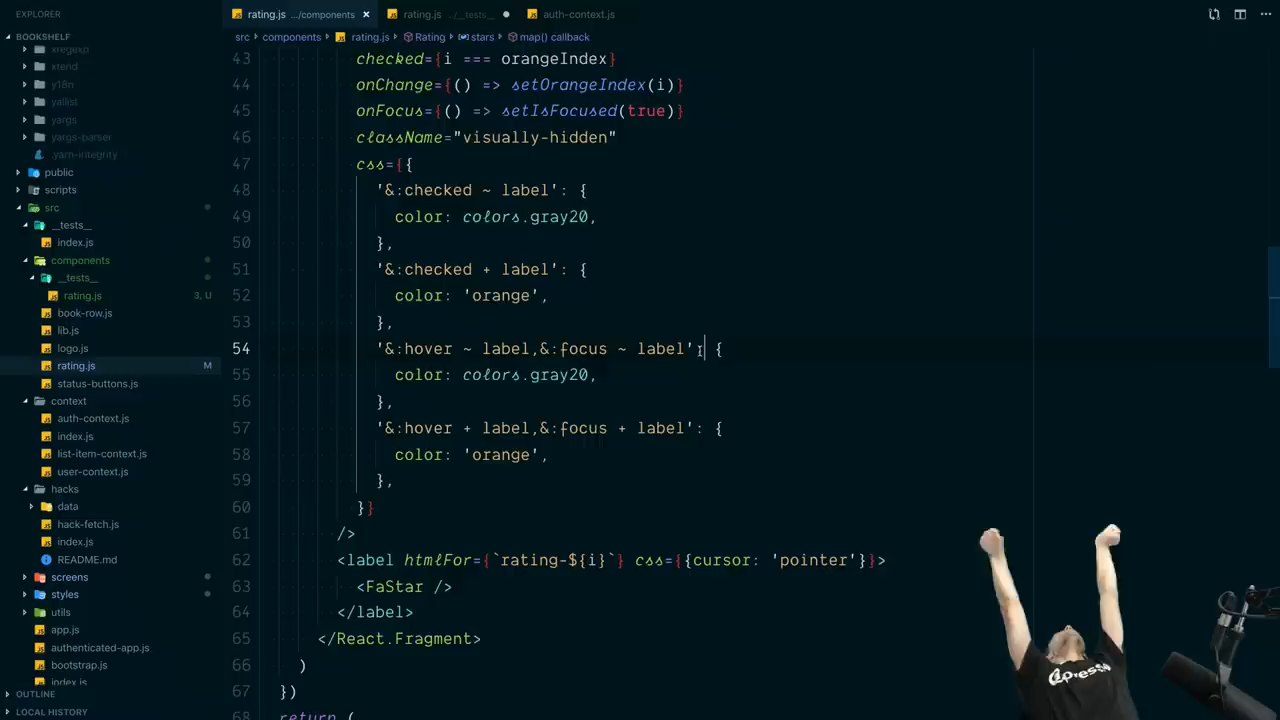 EXPLORER
rating.js .../components
rating.js .../__tests__
auth-context.js
BOOKSHELF
src
components
rating.js
Rating
stars
map() callback
xregexp
xtend
y18n
yallist
yargs
yargs-parser
.yarn-integrity
public
scripts
src
__tests__
index.js
components
__tests__
rating.js 3, U
book-row.js
lib.js
logo.js
rating.js M
status-buttons.js
context
auth-context.js
index.js
list-item-context.js
user-context.js
hacks
data
hack-fetch.js
index.js
README.md
screens
styles
utils
app.js
authenticated-app.js
bootstrap.js
index.js
OUTLINE
LOCAL HISTORY
43 checked={i === orangeIndex}
44 onChange={() => setOrangeIndex(i)}
45 onFocus={() => setIsFocused(true)}
46 className="visually-hidden"
47 css={{
48 '&:checked ~ label': {
49 color: colors.gray20,
50 },
51 '&:checked + label': {
52 color: 'orange',
53 },
54 '&:hover ~ label,&:focus ~ label': {
55 color: colors.gray20,
56 },
57 '&:hover + label,&:focus + label': {
58 color: 'orange',
59 },
60 }}
61 />
62 <label htmlFor={`rating-${i}`} css={{cursor: 'pointer'}}>
63 <FaStar />
64 </label>
65 </React.Fragment>
66 )
67 })
68 return (